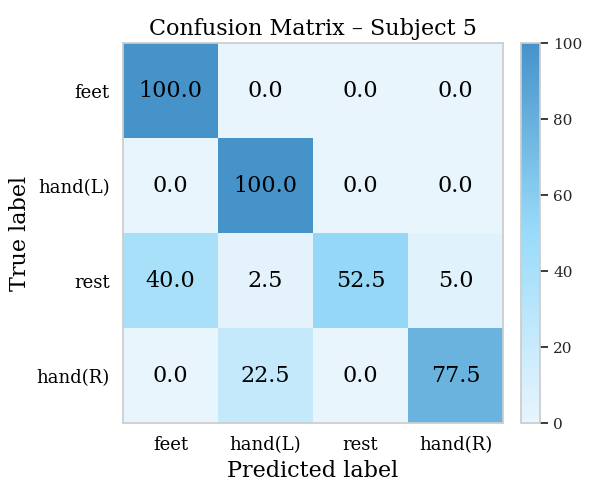 Confusion Matrix – Subject 5
True label
feet 100.0 0.0 0.0 0.0
hand(L) 0.0 100.0 0.0 0.0
rest 40.0 2.5 52.5 5.0
hand(R) 0.0 22.5 0.0 77.5
feet hand(L) rest hand(R)
Predicted label
100
80
60
40
20
0